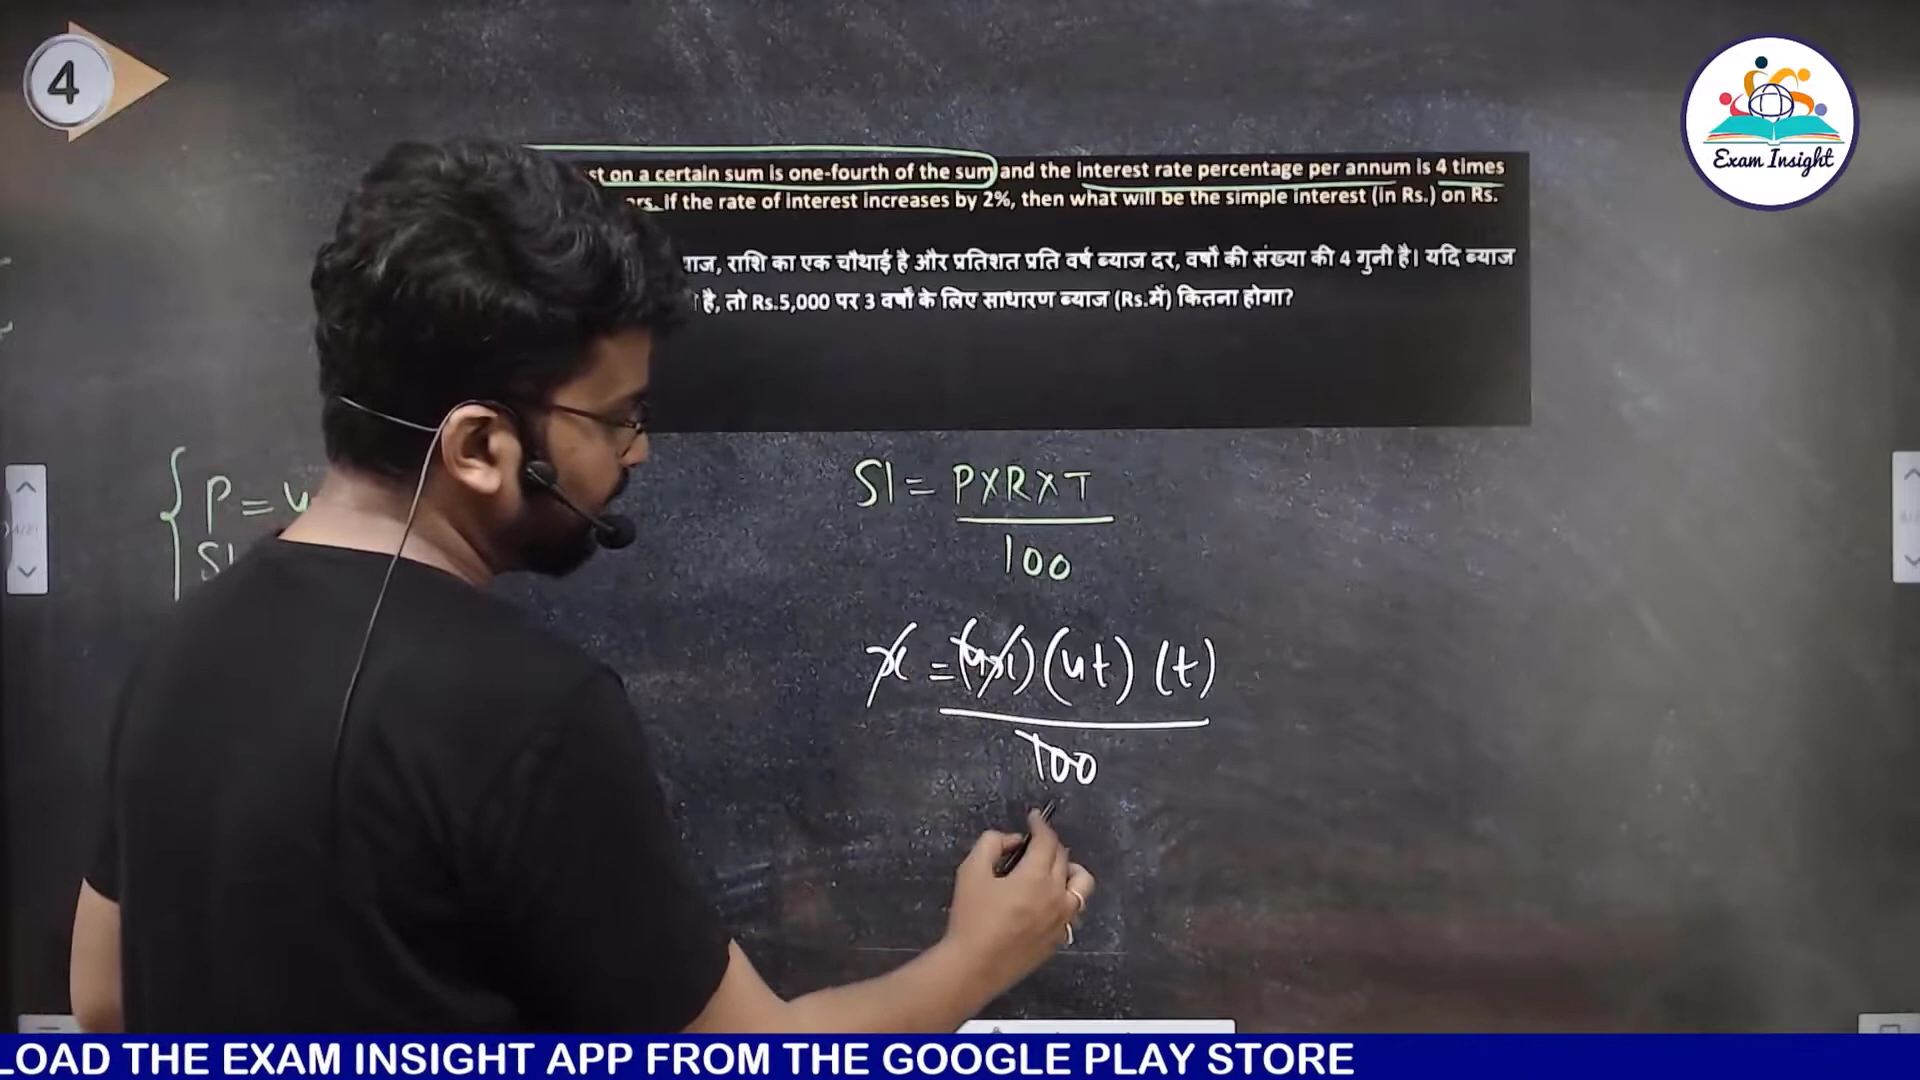 4
Exam Insight
st on a certain sum is one-fourth of the sum and the interest rate percentage per annum is 4 times
ars. If the rate of interest increases by 2%, then what will be the simple interest (in Rs.) on Rs.
राशि का एक चौथाई है और प्रतिशत प्रति वर्ष ब्याज दर, वर्षों की संख्या की 4 गुनी है। यदि ब्याज
है, तो Rs.5,000 पर 3 वर्षों के लिए साधारण ब्याज (Rs.में) कितना होगा?
P = 4
SI
SI = P×R×T
100
x = (4x)(4t) (t)
100
LOAD THE EXAM INSIGHT APP FROM THE GOOGLE PLAY STORE